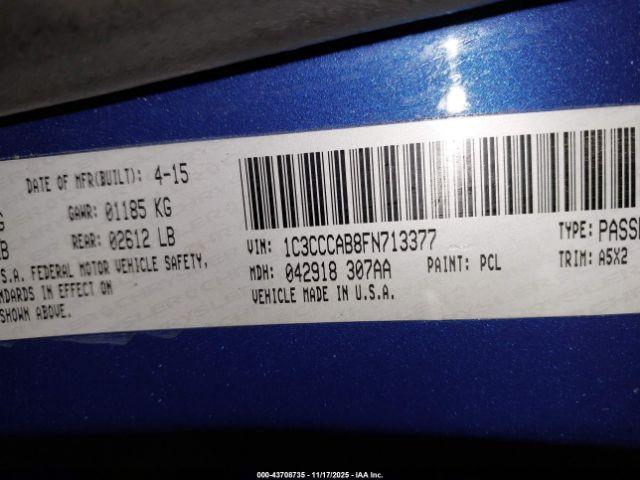 DATE OF MFR(BUILT): 4-15
GAWR: 01185 KG
REAR: 02612 LB
S.A. FEDERAL MOTOR VEHICLE SAFETY,
IN EFFECT ON
SHOWN ABOVE.
VIN: 1C3CCCAB8FN713377
TYPE: PASSE
MDH: 042918 307AA
PAINT: PCL
TRIM: A5X2
VEHICLE MADE IN U.S.A.
000-43708735 - 11/17/2025 - © IAA Inc.